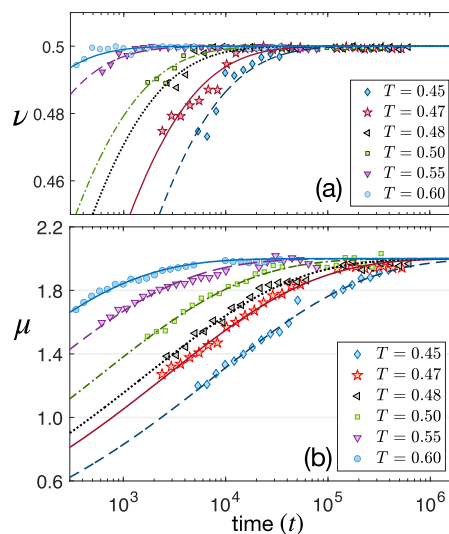 0.5
0.48
0.46
ν
T = 0.45
T = 0.47
T = 0.48
T = 0.50
T = 0.55
T = 0.60
(a)
2.2
1.8
1.4
1.0
0.6
μ
T = 0.45
T = 0.47
T = 0.48
T = 0.50
T = 0.55
T = 0.60
(b)
10³ 10⁴ 10⁵ 10⁶
time (t)